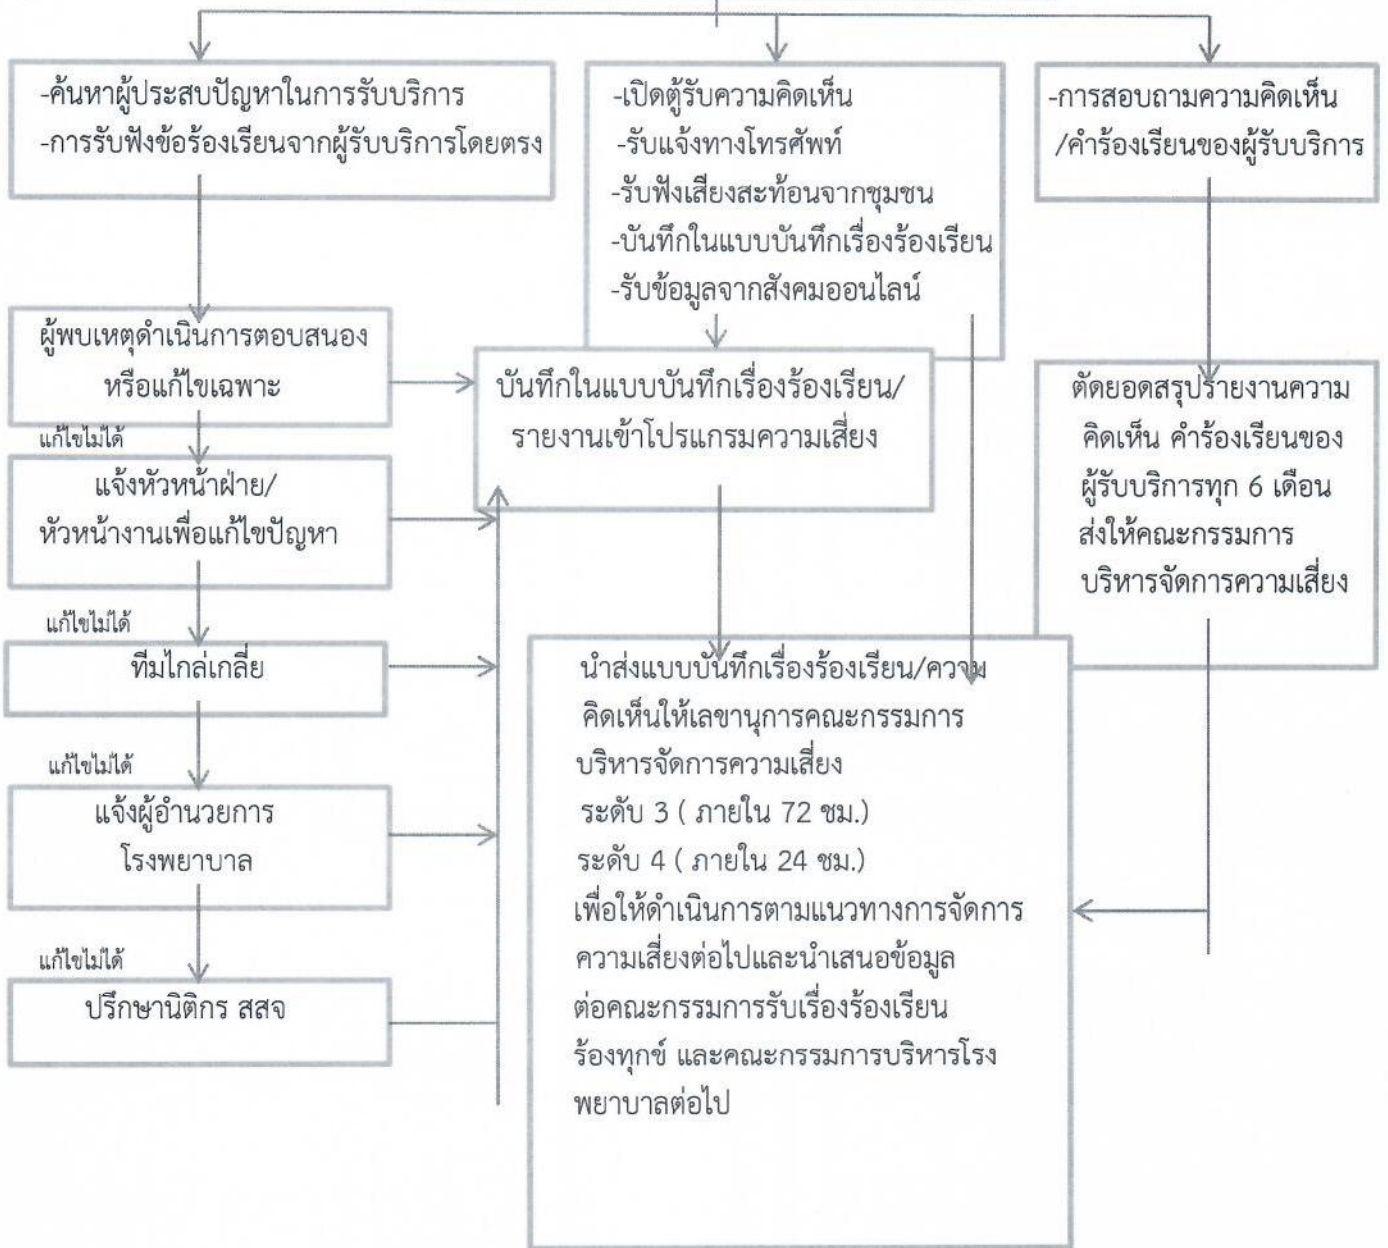 -ค้นหาผู้ประสบปัญหาในการรับบริการ
-การรับฟังข้อร้องเรียนจากผู้รับบริการโดยตรง
-เปิดตู้รับความคิดเห็น
-รับแจ้งทางโทรศัพท์
-รับฟังเสียงสะท้อนจากชุมชน
-บันทึกในแบบบันทึกเรื่องร้องเรียน
-รับข้อมูลจากสังคมออนไลน์
-การสอบถามความคิดเห็น
/คำร้องเรียนของผู้รับบริการ
ผู้พบเหตุดำเนินการตอบสนอง
หรือแก้ไขเฉพาะ
แก้ไขไม่ได้
แจ้งหัวหน้าฝ่าย/
หัวหน้างานเพื่อแก้ไขปัญหา
แก้ไขไม่ได้
ทีมไกล่เกลี่ย
แก้ไขไม่ได้
แจ้งผู้อำนวยการ
โรงพยาบาล
แก้ไขไม่ได้
ปรึกษานิติกร สสจ
บันทึกในแบบบันทึกเรื่องร้องเรียน/
รายงานเข้าโปรแกรมความเสี่ยง
ตัดยอดสรุปรายงานความ
คิดเห็น คำร้องเรียนของ
ผู้รับบริการทุก 6 เดือน
ส่งให้คณะกรรมการ
บริหารจัดการความเสี่ยง
นำส่งแบบบันทึกเรื่องร้องเรียน/ความ
คิดเห็นให้เลขานุการคณะกรรมการ
บริหารจัดการความเสี่ยง
ระดับ 3 ( ภายใน 72 ชม.)
ระดับ 4 ( ภายใน 24 ชม.)
เพื่อให้ดำเนินการตามแนวทางการจัดการ
ความเสี่ยงต่อไปและนำเสนอข้อมูล
ต่อคณะกรรมการรับเรื่องร้องเรียน
ร้องทุกข์ และคณะกรรมการบริหารโรง
พยาบาลต่อไป